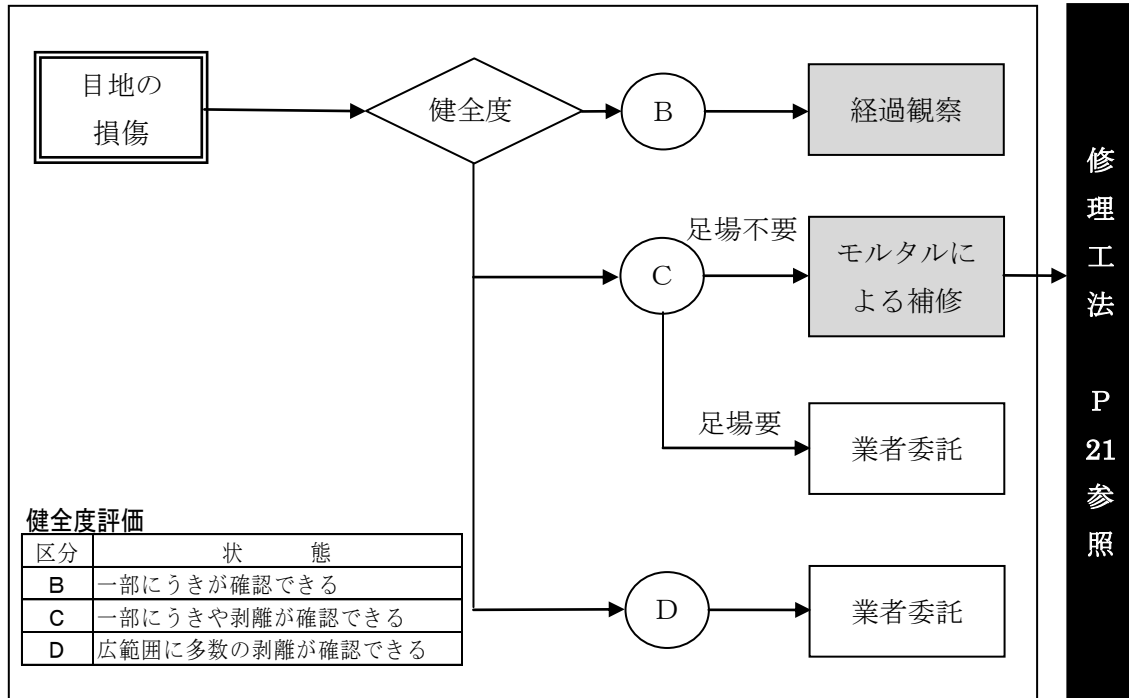 目地の
損傷
健全度
B
経過観察
C
足場不要
モルタルに
よる補修
足場要
業者委託
D
業者委託
健全度評価
区分 状 態
B 一部にうきが確認できる
C 一部にうきや剥離が確認できる
D 広範囲に多数の剥離が確認できる
修理工法 P21参照